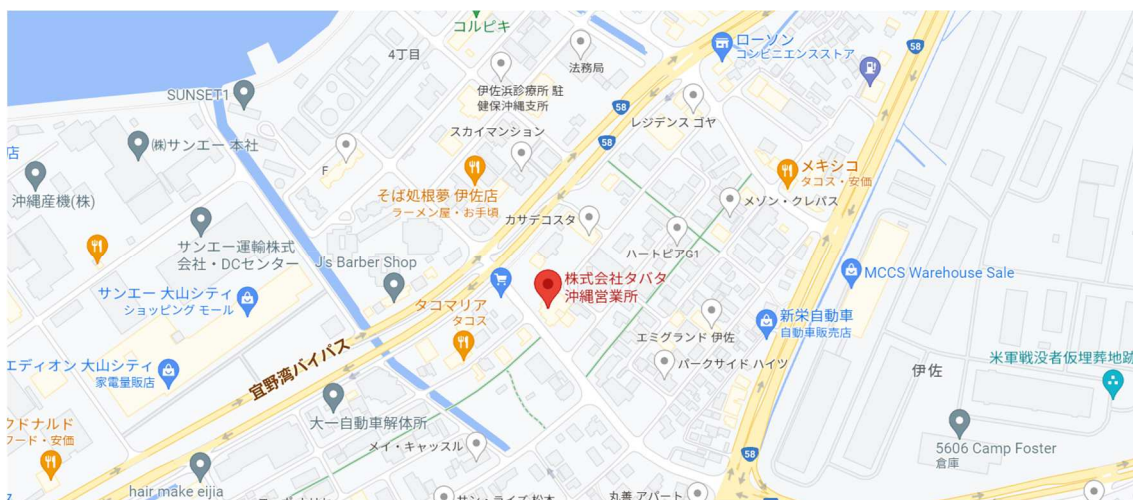 コルピキ
4丁目
法務局
ローソン
コンビニエンスストア
58
伊佐浜診療所 駐
健保沖縄支所
SUNSET1
58
レジデンス ゴヤ
スカイマンション
58
㈱サンエー 本社
店
F
沖縄産機(株)
そば処根夢 伊佐店
ラーメン屋・お手頃
メキシコ
タコス・安価
メゾン・クレパス
カサデコスタ
サンエー運輸株式
会社・DCセンター
J's Barber Shop
ハートピアG1
株式会社タバタ
沖縄営業所
MCCS Warehouse Sale
サンエー 大山シティ
ショッピング モール
タコマリア
タコス
新栄自動車
自動車販売店
エミグランド 伊佐
宜野湾バイパス
エディオン 大山シティ
家電量販店
パークサイド ハイツ
伊佐
米軍戦没者仮埋葬地跡
大一自動車解体所
クドナルド
フード・安価
メイ・キャッスル
58
5606 Camp Foster
倉庫
hair make eijia
サン・ライズ 松本
丸善 アパート